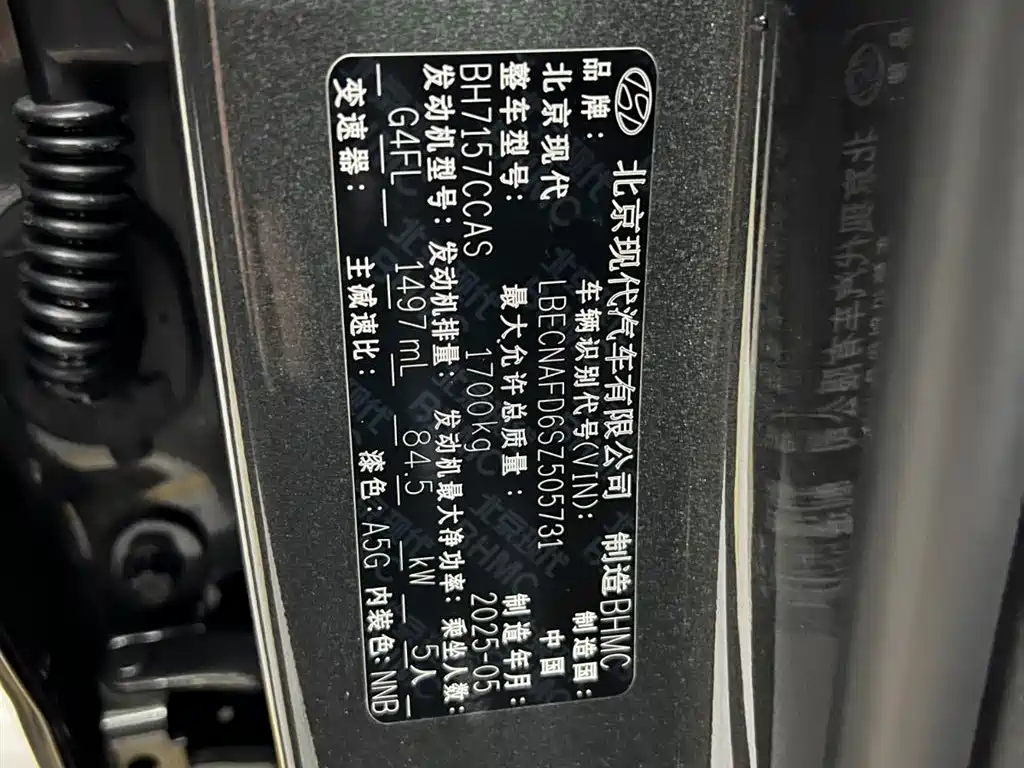 北京现代汽车有限公司 制造BHMC
品牌： 车辆识别代号(VIN)： 制造国：
北京现代 LBECNAFD6SZ505731 中国
整车型号： 最大允许总质量： 制造年月：
BH7157CCAS 1700kg 2025-05
发动机型号： 发动机排量： 发动机最大净功率： 乘坐人数：
G4FL 1497mL 84.5 kW 5人
变速器： 主减速比： 漆色：A5G 内装色：NNB